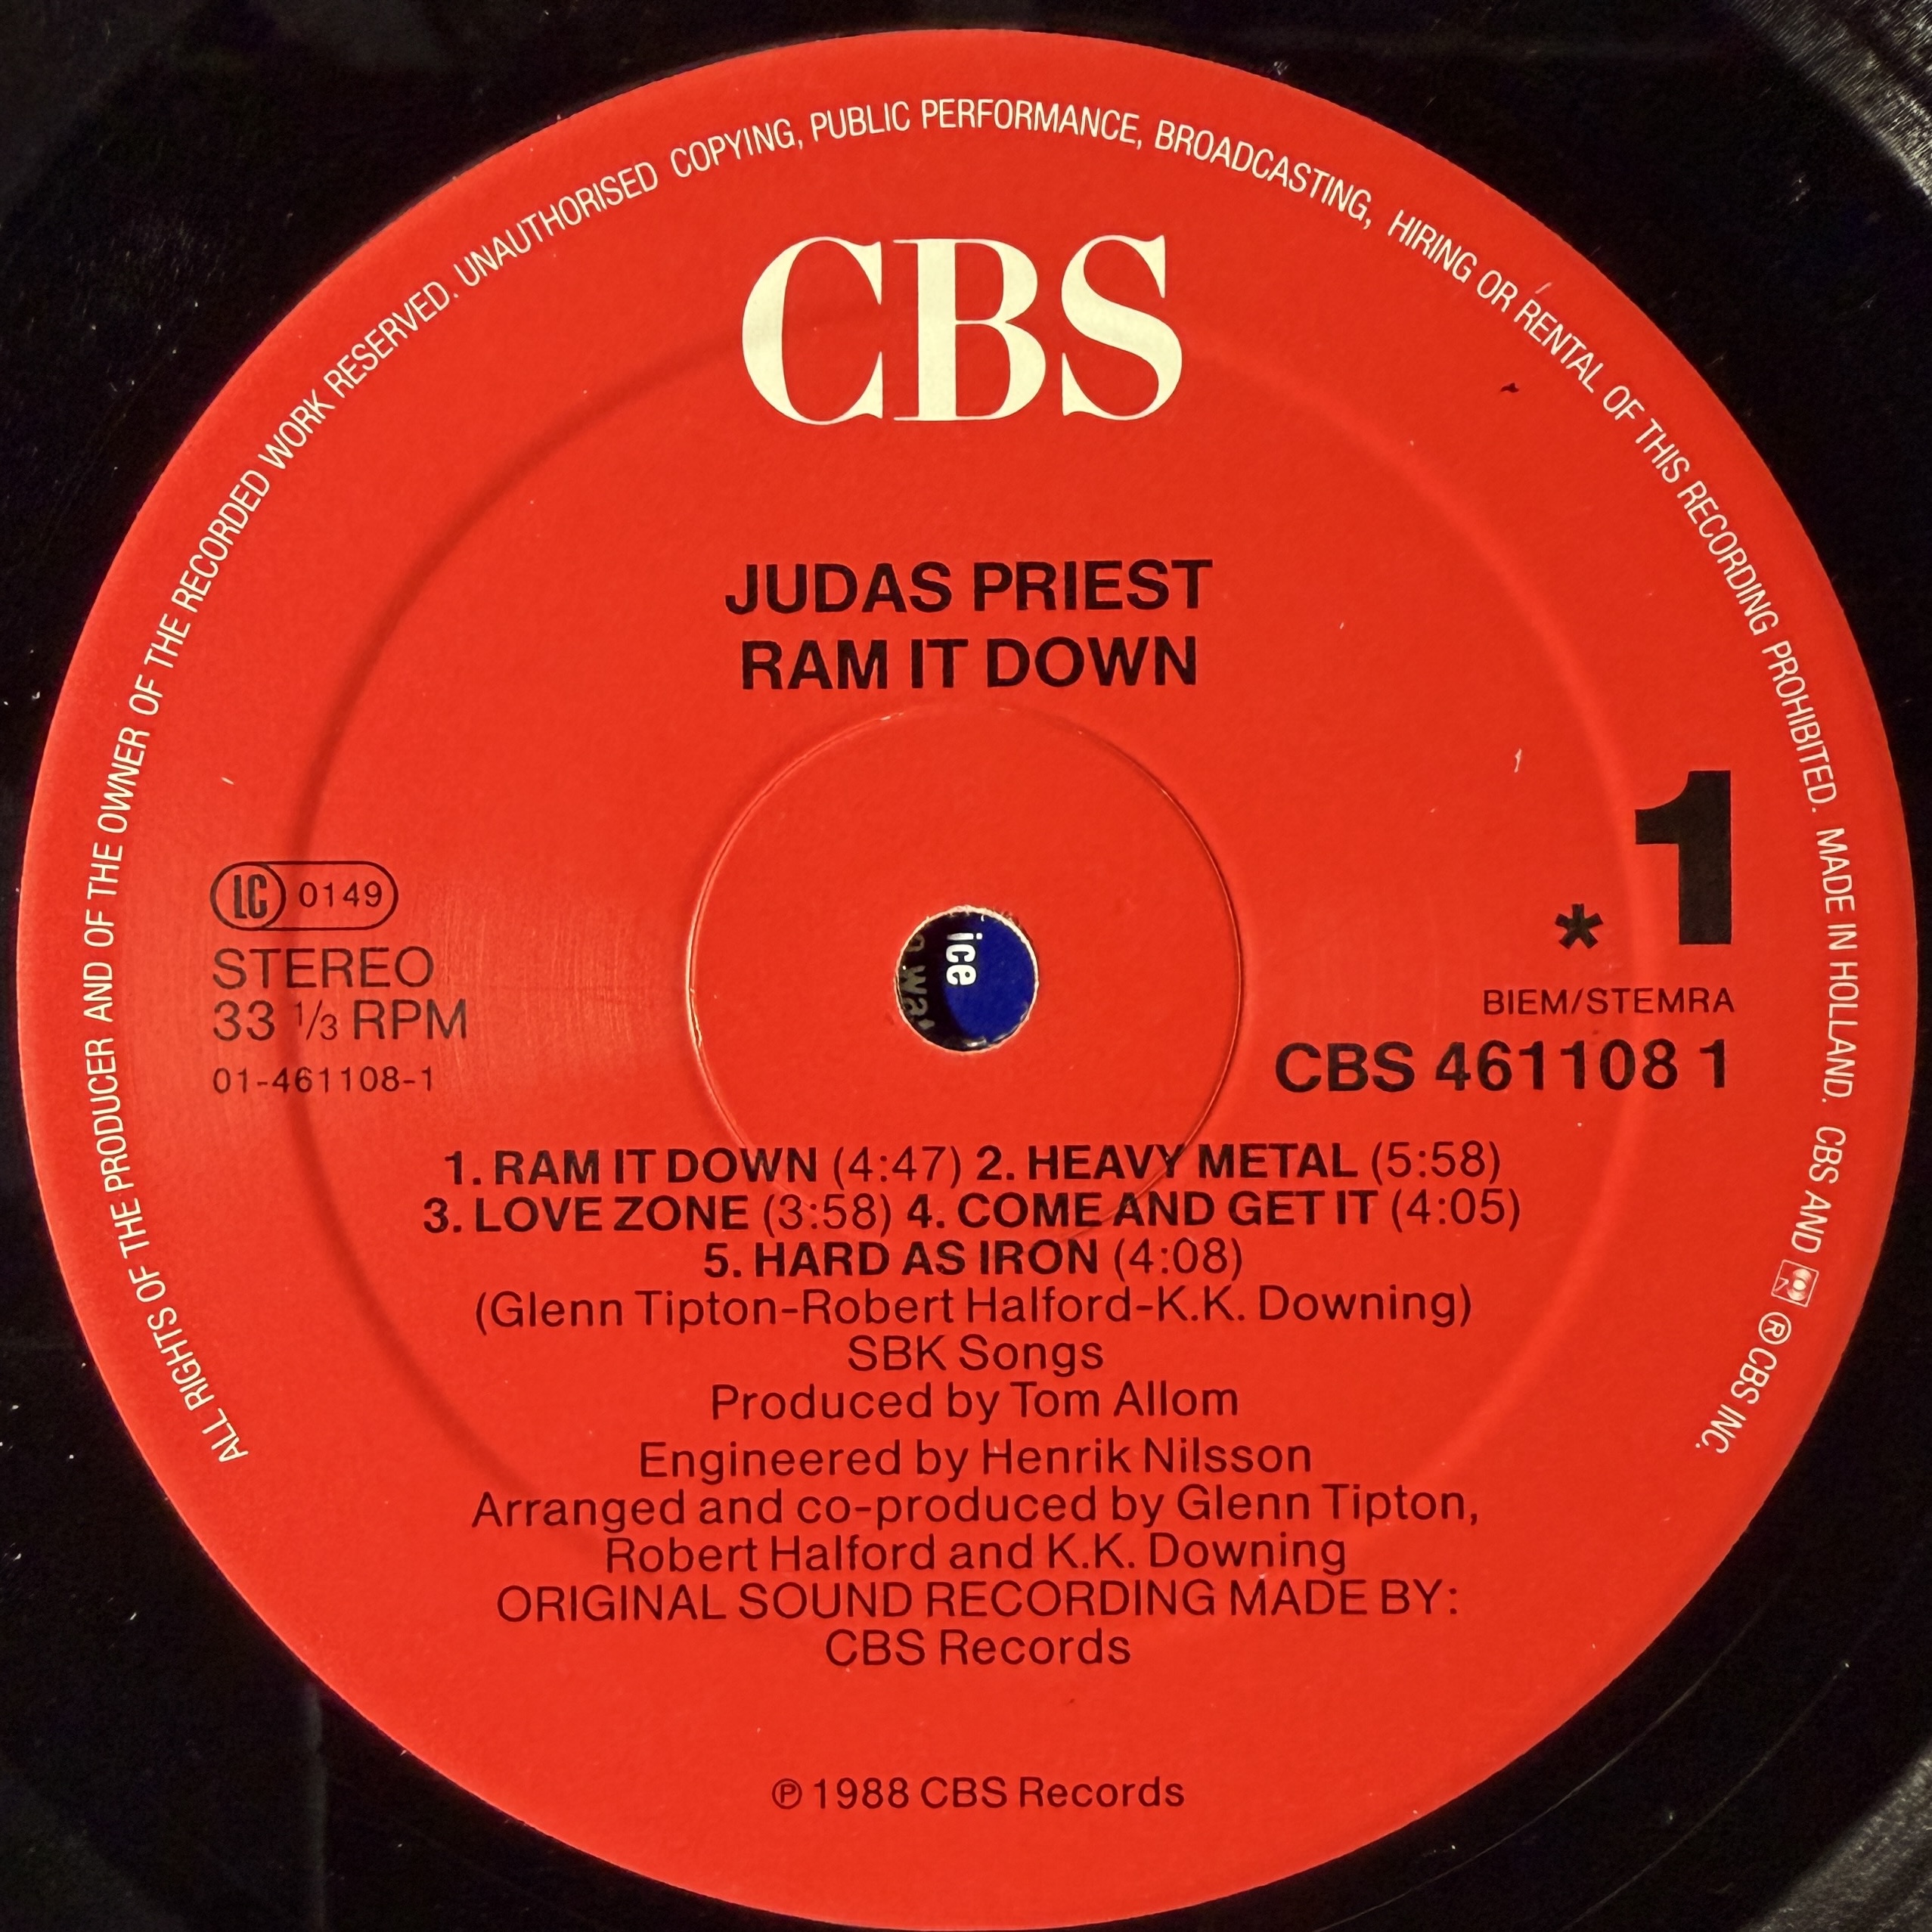 ALL RIGHTS OF THE PRODUCER AND OF THE OWNER OF THE RECORDED WORK RESERVED. UNAUTHORISED COPYING, PUBLIC PERFORMANCE, BROADCASTING, HIRING OR RENTAL OF THIS RECORDING PROHIBITED. MADE IN HOLLAND. CBS AND ® CBS INC.
CBS
JUDAS PRIEST
RAM IT DOWN
1
LC 0149
*
STEREO
BIEM/STEMRA
33 1/3 RPM
CBS 461108 1
01-461108-1
ice
1. RAM IT DOWN (4:47) 2. HEAVY METAL (5:58)
3. LOVE ZONE (3:58) 4. COME AND GET IT (4:05)
5. HARD AS IRON (4:08)
(Glenn Tipton-Robert Halford-K.K. Downing)
SBK Songs
Produced by Tom Allom
Engineered by Henrik Nilsson
Arranged and co-produced by Glenn Tipton,
Robert Halford and K.K. Downing
ORIGINAL SOUND RECORDING MADE BY:
CBS Records
℗ 1988 CBS Records